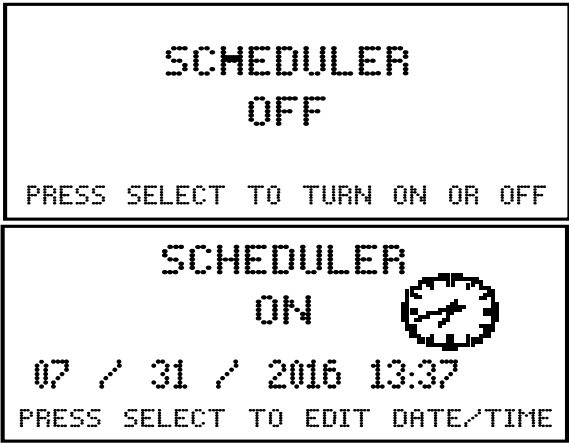 SCHEDULER
OFF
PRESS SELECT TO TURN ON OR OFF
SCHEDULER
ON
07 / 31 / 2016 13:37
PRESS SELECT TO EDIT DATE/TIME